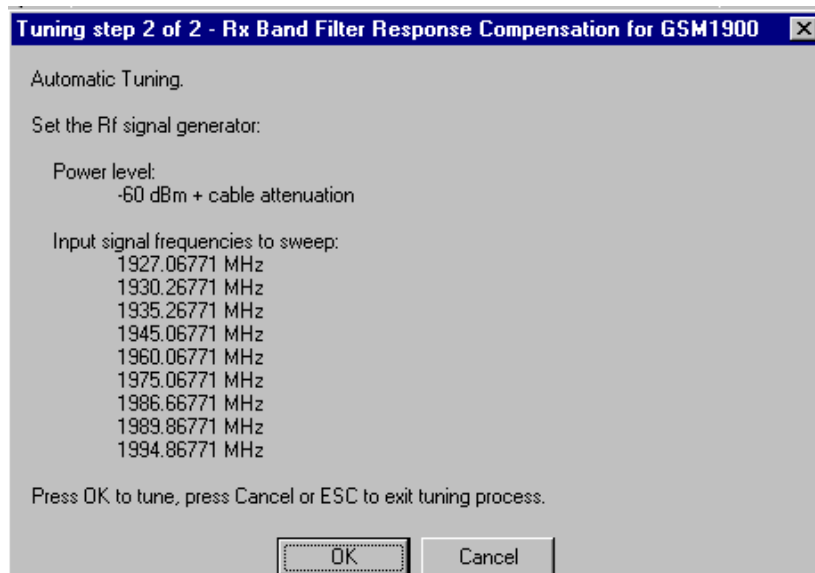 Tuning step 2 of 2 - Rx Band Filter Response Compensation for GSM1900
Automatic Tuning.
Set the Rf signal generator:
Power level:
-60 dBm + cable attenuation
Input signal frequencies to sweep:
1927.06771 MHz
1930.26771 MHz
1935.26771 MHz
1945.06771 MHz
1960.06771 MHz
1975.06771 MHz
1986.66771 MHz
1989.86771 MHz
1994.86771 MHz
Press OK to tune, press Cancel or ESC to exit tuning process.
OK
Cancel